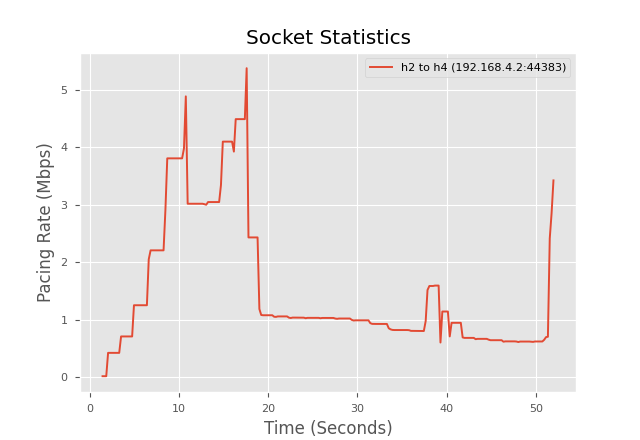 Socket Statistics
h2 to h4 (192.168.4.2:44383)
Pacing Rate (Mbps)
5
4
3
2
1
0
0 10 20 30 40 50
Time (Seconds)